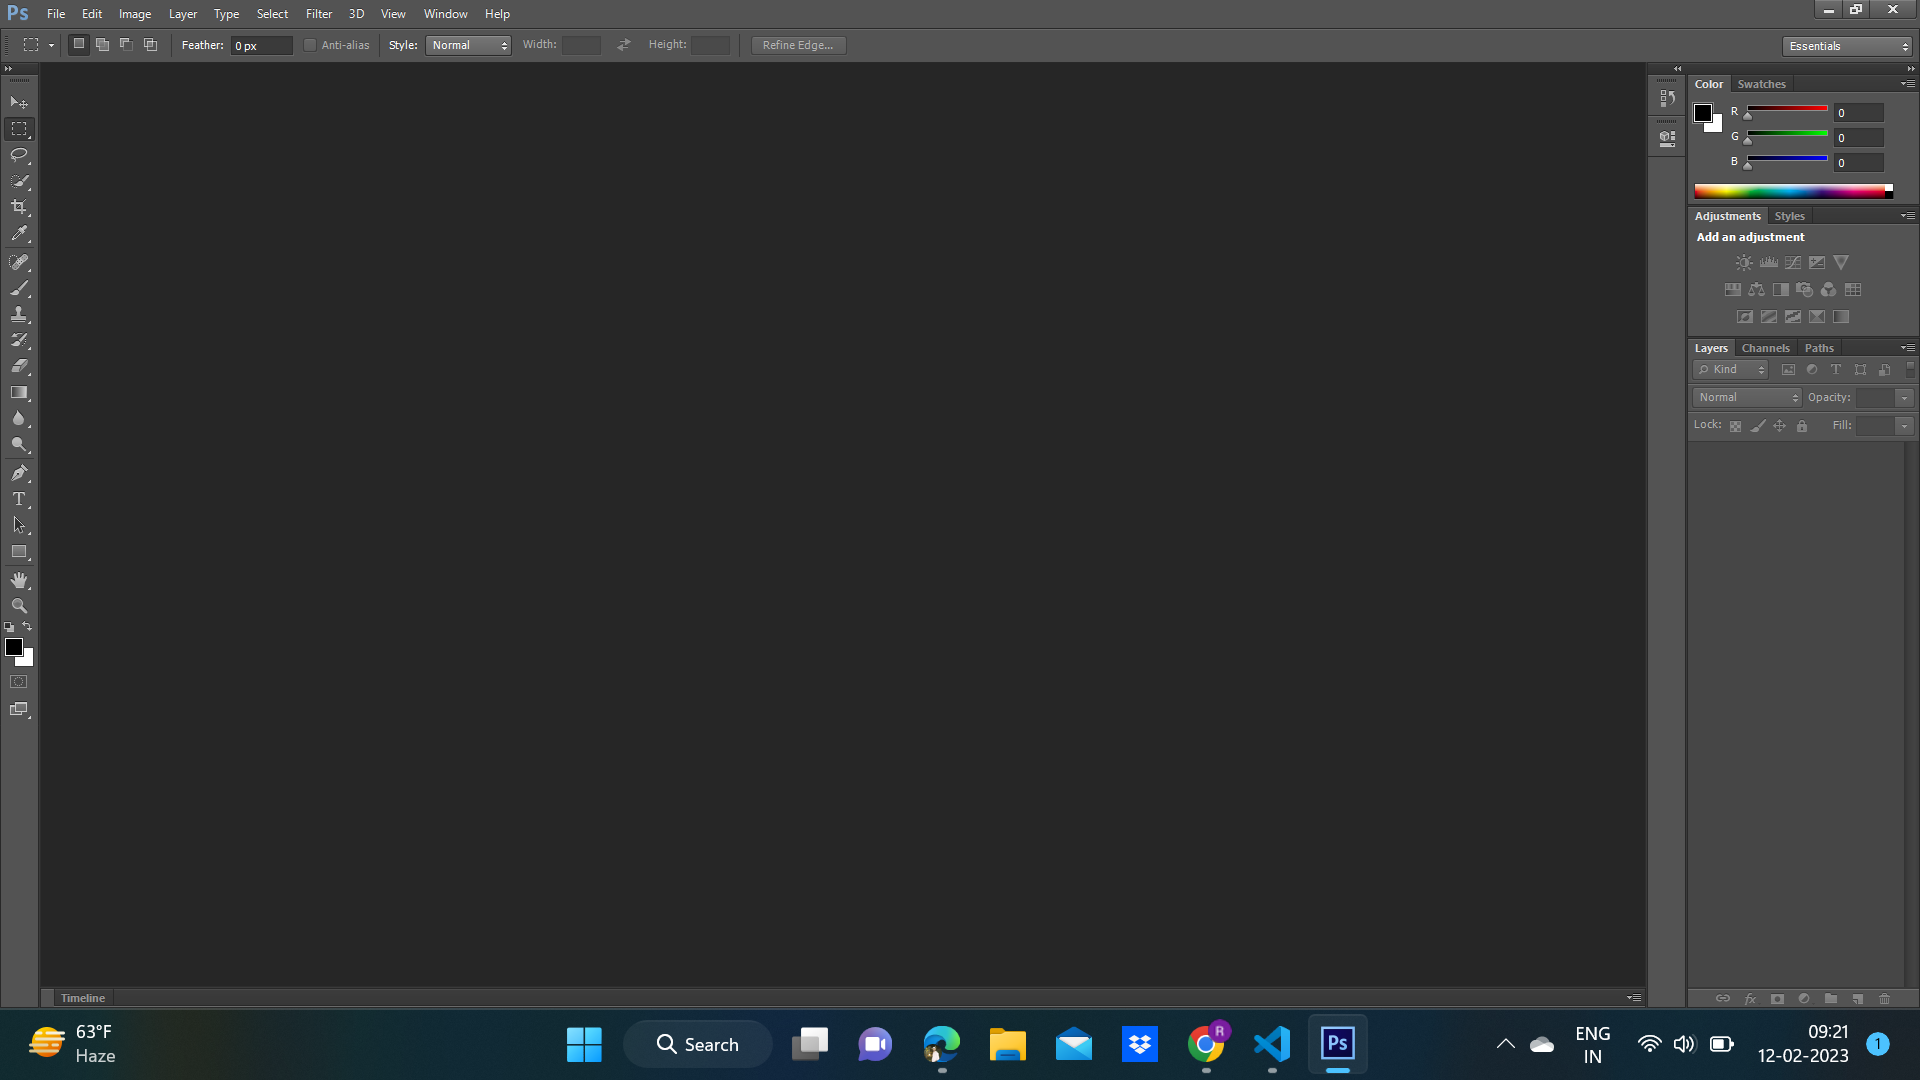 Ps File Edit Image Layer Type Select Filter 3D View Window Help
Feather: 0 px Anti-alias Style: Normal Width: Height: Refine Edge... Essentials
Color Swatches
R 0
G 0
B 0
Adjustments Styles
Add an adjustment
Layers Channels Paths
Kind
Normal Opacity:
Lock: Fill:
T
T
fx
Timeline
63°F
Haze
Search
R
Ps
ENG
IN
09:21
12-02-2023
1